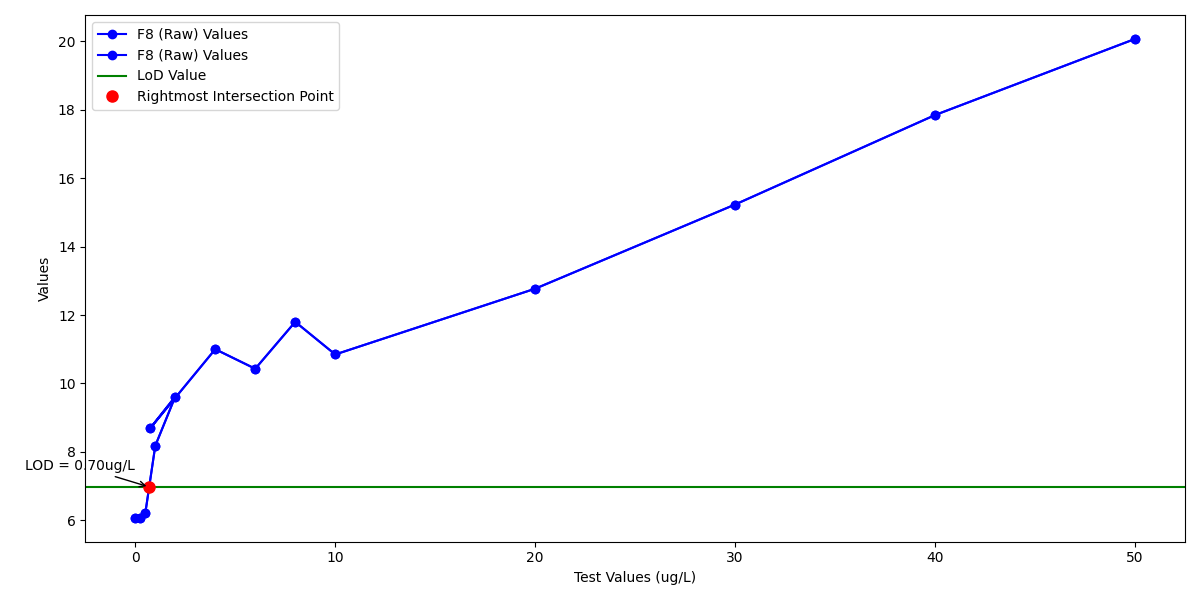 F8 (Raw) Values
F8 (Raw) Values
LoD Value
Rightmost Intersection Point
20
18
16
14
12
10
8
6
Values
LOD = 0.70ug/L
0 10 20 30 40 50
Test Values (ug/L)